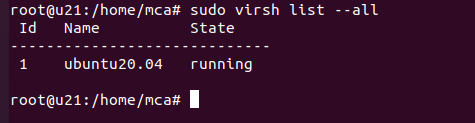 root@u21:/home/mca# sudo virsh list --all
 Id   Name          State
-----------------------------
 1    ubuntu20.04   running
root@u21:/home/mca#